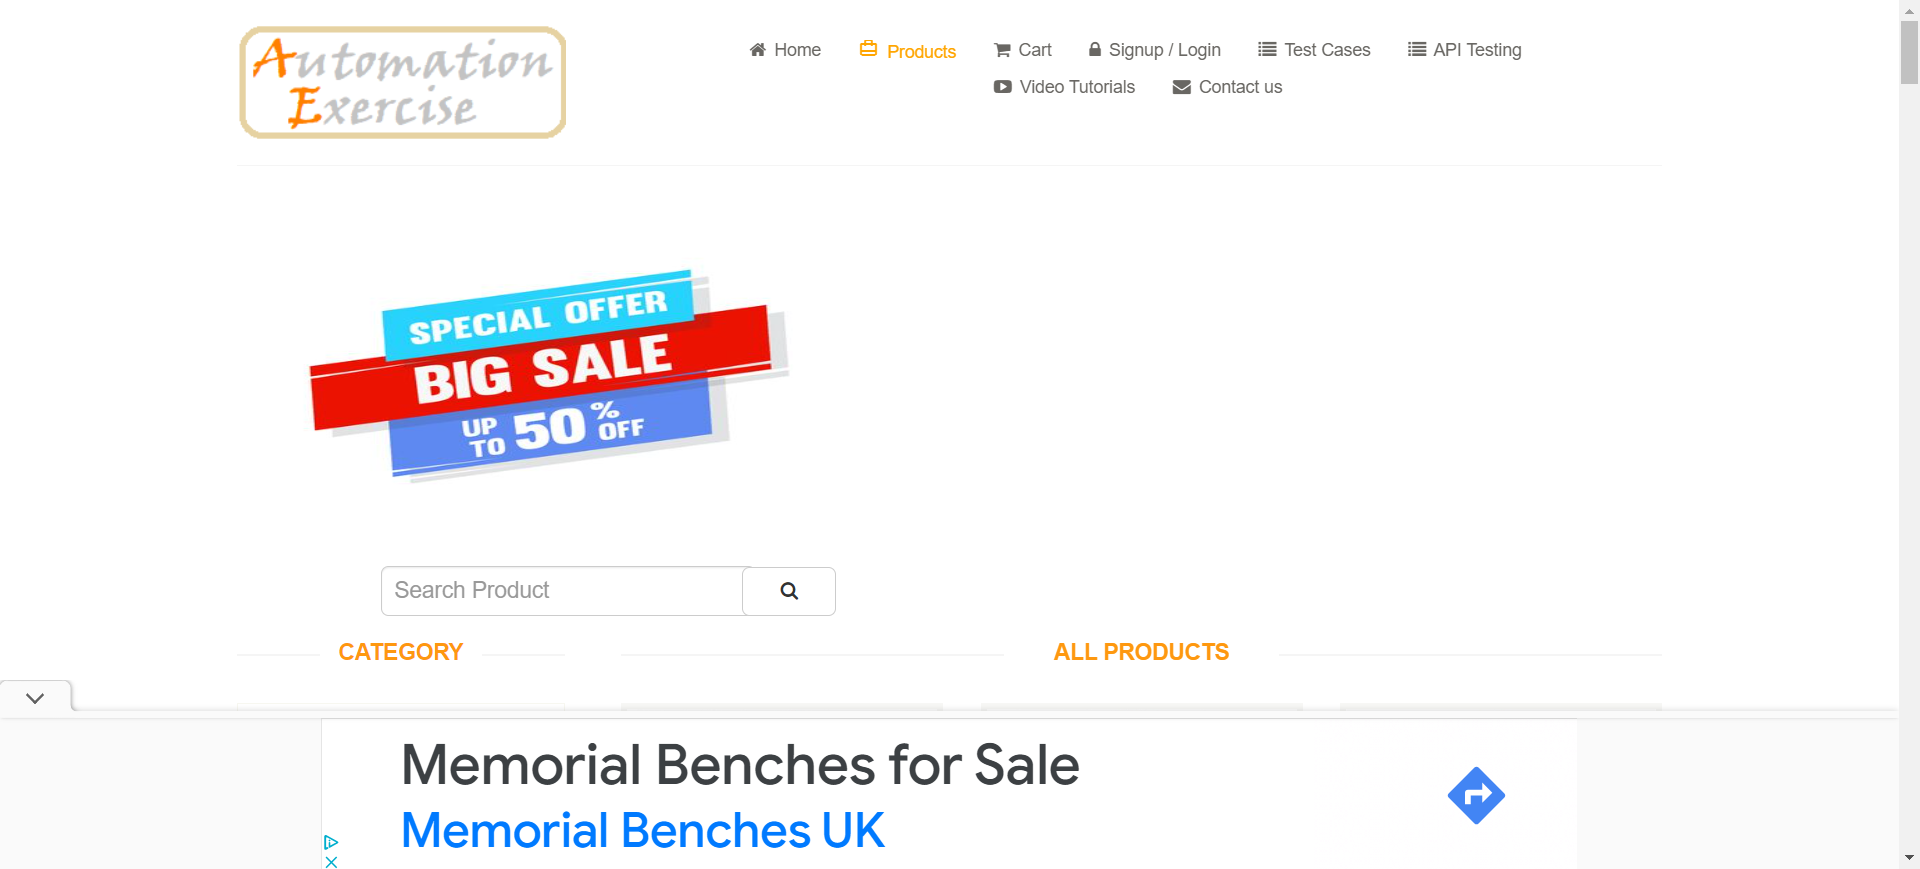 Automation
Exercise
Home
Products
Cart
Signup / Login
Test Cases
API Testing
Video Tutorials
Contact us
SPECIAL OFFER
BIG SALE
UP TO 50% OFF
Search Product
CATEGORY
ALL PRODUCTS
Memorial Benches for Sale
Memorial Benches UK